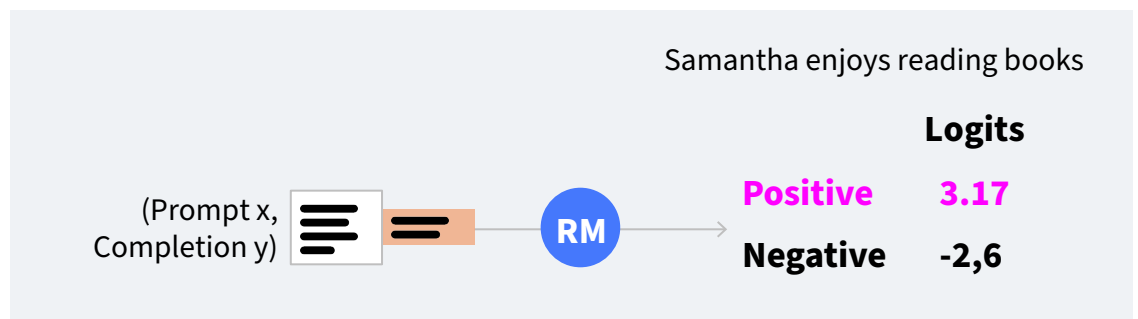 Samantha enjoys reading books
Logits
Positive 3.17
(Prompt x,
Completion y)
RM
Negative -2,6